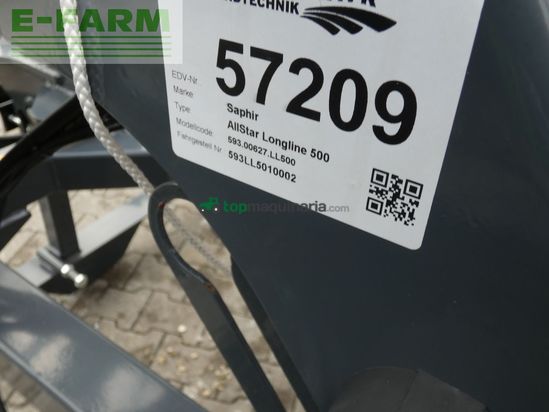 E-FARM
DTECHNIK
EDV-Nr.:
57209
Marke:
Saphir
Type:
AllStar Longline 500
Modellcode:
593.00627.LL500
Fahrgestell Nr.
593LL5010002
topmaquinaria.com